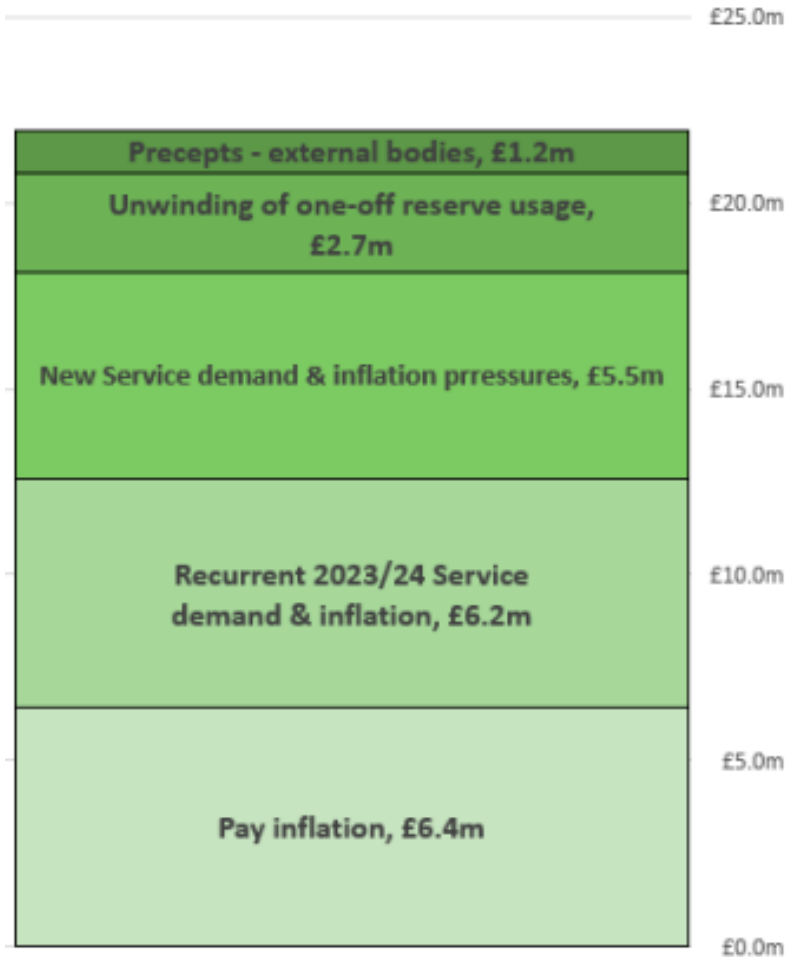 £25.0m
Precepts - external bodies, £1.2m
Unwinding of one-off reserve usage,
£2.7m
£20.0m
New Service demand & inflation prressures, £5.5m
£15.0m
Recurrent 2023/24 Service
demand & inflation, £6.2m
£10.0m
£5.0m
Pay inflation, £6.4m
£0.0m